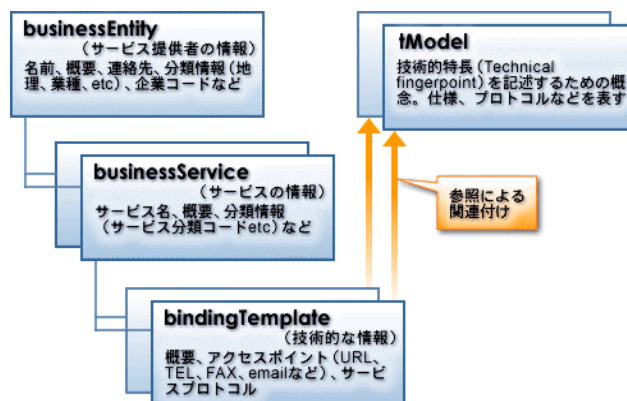 businessEntity
（サービス提供者の情報）
名前、概要、連絡先、分類情報（地
理、業種、etc）、企業コードなど
tModel
技術的特長（Technical
fingerpoint）を記述するための概
念。仕様、プロトコルなどを表す
businessService
（サービスの情報）
サービス名、概要、分類情報
（サービス分類コードetc）など
参照による
関連付け
bindingTemplate
（技術的な情報）
概要、アクセスポイント（URL、
TEL、FAX、emailなど）、サービ
スプロトコル